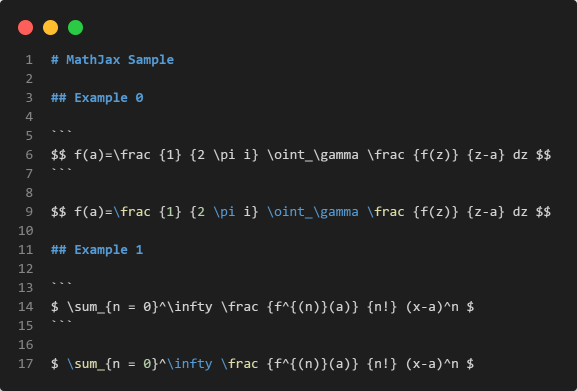 1 # MathJax Sample
2
3 ## Example 0
4
5 ```
6 $$ f(a)=\frac {1} {2 \pi i} \oint_\gamma \frac {f(z)} {z-a} dz $$
7 ```
8
9 $$ f(a)=\frac {1} {2 \pi i} \oint_\gamma \frac {f(z)} {z-a} dz $$
10
11 ## Example 1
12
13 ```
14 $ \sum_{n = 0}^\infty \frac {f^{(n)}(a)} {n!} (x-a)^n $
15 ```
16
17 $ \sum_{n = 0}^\infty \frac {f^{(n)}(a)} {n!} (x-a)^n $